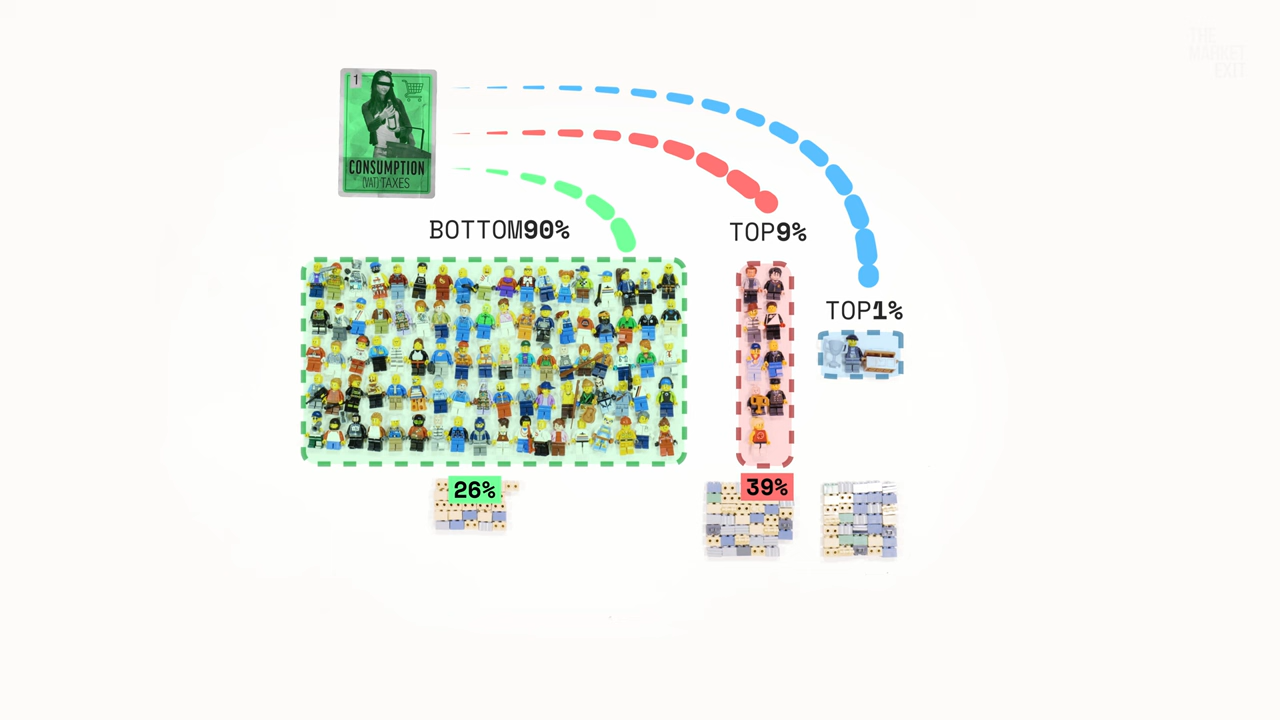 THE
MARKET
EXIT
1
CONSUMPTION
(VAT) TAXES
BOTTOM90%
TOP9%
TOP1%
26%
39%